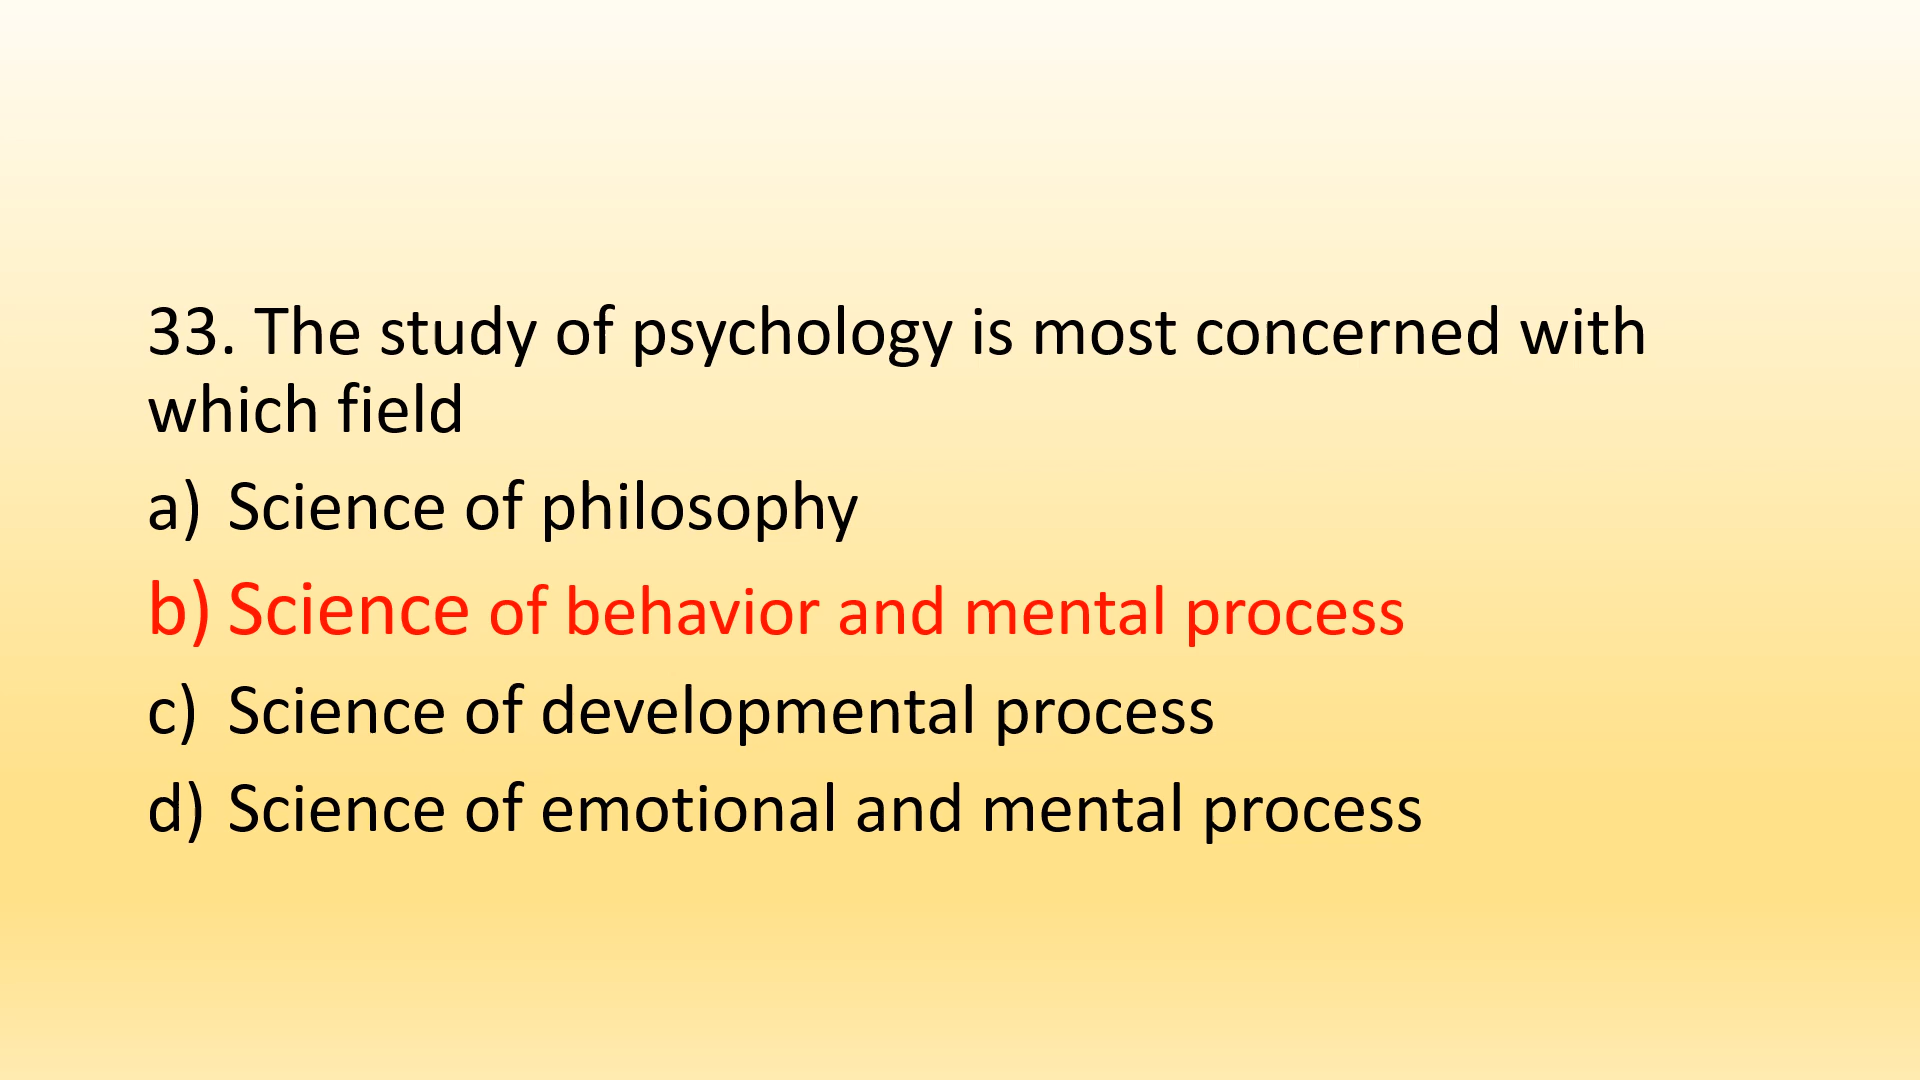 33. The study of psychology is most concerned with
which field
a) Science of philosophy
b) Science of behavior and mental process
c) Science of developmental process
d) Science of emotional and mental process